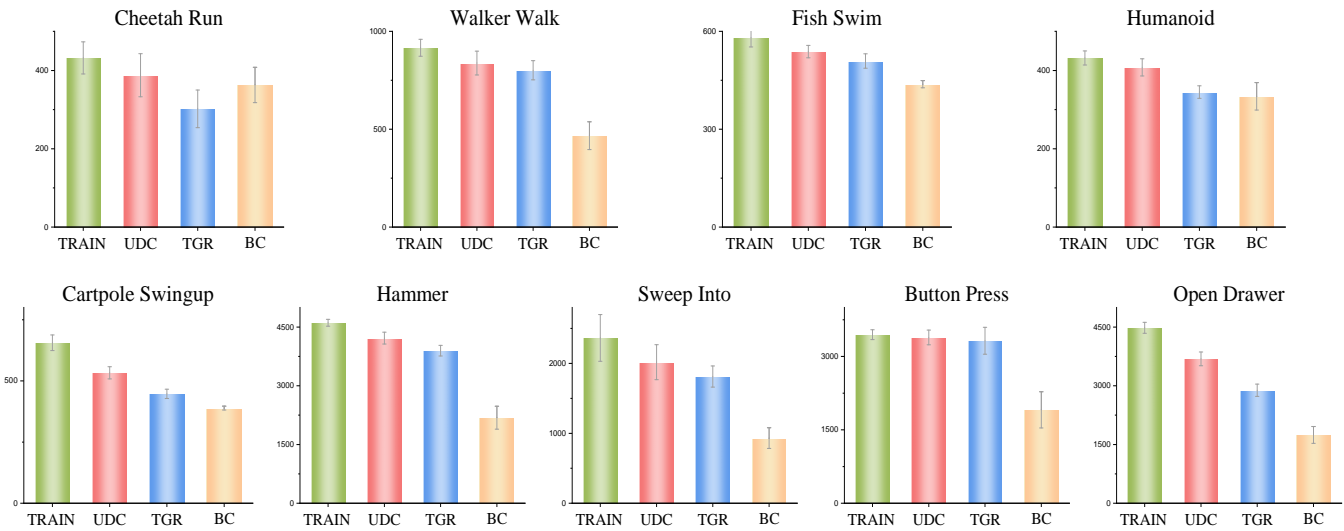 Cheetah Run
400
200
0
TRAIN UDC TGR BC
Walker Walk
1000
500
0
TRAIN UDC TGR BC
Fish Swim
600
300
0
TRAIN UDC TGR BC
Humanoid
400
200
0
TRAIN UDC TGR BC
Cartpole Swingup
500
0
TRAIN UDC TGR BC
Hammer
4500
3000
1500
0
TRAIN UDC TGR BC
Sweep Into
2000
1000
0
TRAIN UDC TGR BC
Button Press
3000
1500
0
TRAIN UDC TGR BC
Open Drawer
4500
3000
1500
0
TRAIN UDC TGR BC